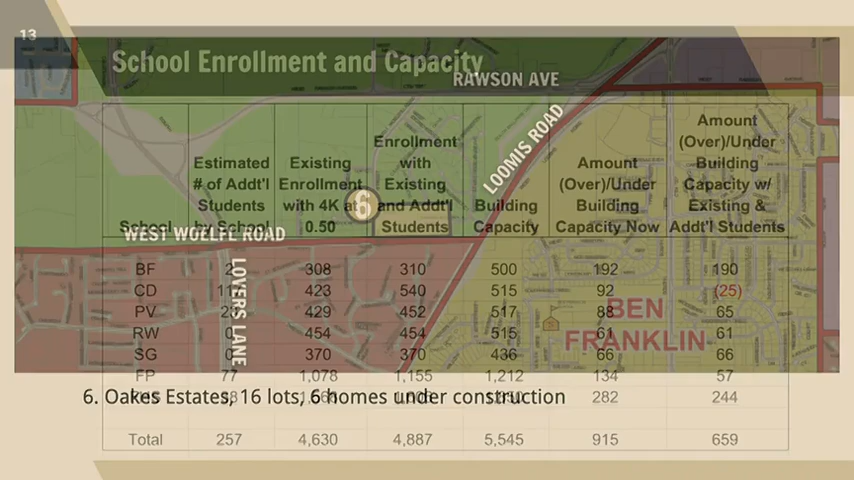 13
School Enrollment and Capacity
RAWSON AVE
LOOMIS ROAD
School
Estimated # of Addt'l Students by School
Existing Enrollment with 4K at 0.50
Enrollment with Existing and Addt'l Students
Building Capacity
Amount (Over)/Under Building Capacity Now
Amount (Over)/Under Building Capacity w/ Existing & Addt'l Students
6
WEST WOELFL ROAD
LOVERS LANE
BEN FRANKLIN
BF 308 310 500 192 190
CD 423 540 515 92 (25)
PV 429 452 517 88 65
RW 0 454 454 515 61 61
SG 0 370 370 436 66 66
FP 77 1,078 1,155 1,212 134 57
282 244
6. Oakes Estates, 16 lots, 6 homes under construction
Total 257 4,630 4,887 5,545 915 659